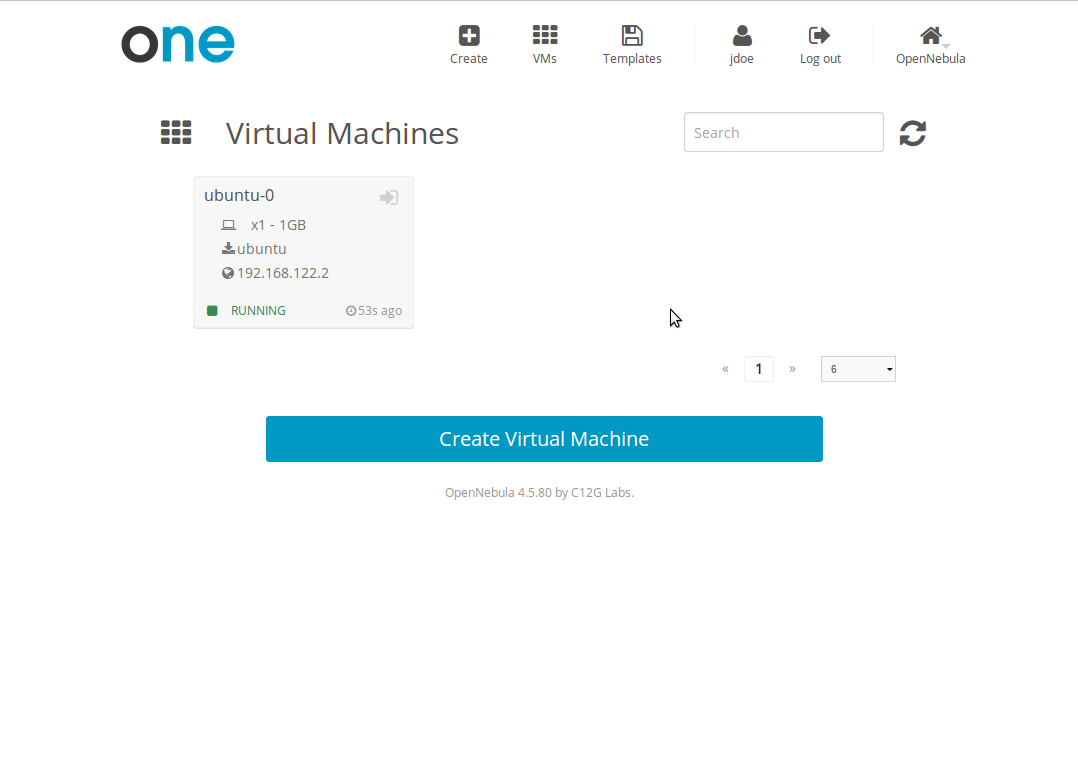 one
Create VMs Templates jdoe Log out OpenNebula
Virtual Machines
Search
ubuntu-0
x1 - 1GB
ubuntu
192.168.122.2
RUNNING 53s ago
« 1 » 6
Create Virtual Machine
OpenNebula 4.5.80 by C12G Labs.